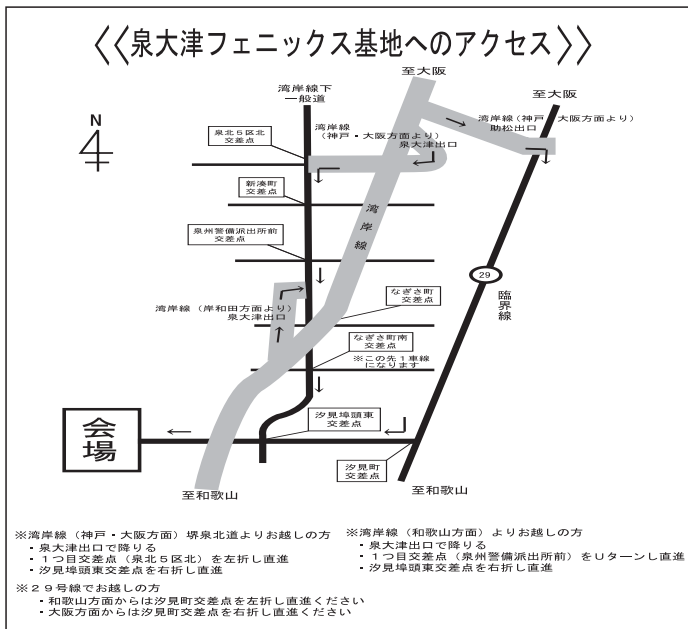 《《泉大津フェニックス基地へのアクセス》》
至大阪
湾岸線下
一般道
至大阪
N
湾岸線
(神戸・大阪方面より)
泉大津出口
湾岸線(神戸・大阪方面より)
助松出口
泉北5区北
交差点
新湊町
交差点
湾岸線
泉州警備派出所前
交差点
29
臨界線
なぎさ町
交差点
湾岸線(岸和田方面より)
泉大津出口
なぎさ町南
交差点
※この先1車線
になります
会場
汐見埠頭東
交差点
汐見町
交差点
至和歌山
至和歌山
※湾岸線(神戸・大阪方面)堺泉北道よりお越しの方
・泉大津出口で降りる
・1つ目交差点(泉北5区北)を左折し直進
・汐見埠頭東交差点を右折し直進
※湾岸線(和歌山方面)よりお越しの方
・泉大津出口で降りる
・1つ目交差点(泉州警備派出所前)をUターンし直進
・汐見埠頭東交差点を右折し直進
※29号線でお越しの方
・和歌山方面からは汐見町交差点を左折し直進ください
・大阪方面からは汐見町交差点を右折し直進ください